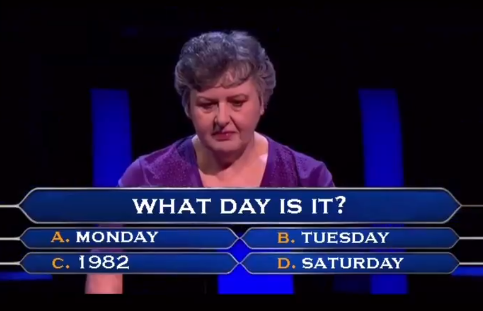 WHAT DAY IS IT?
A. MONDAY
B. TUESDAY
C. 1982
D. SATURDAY